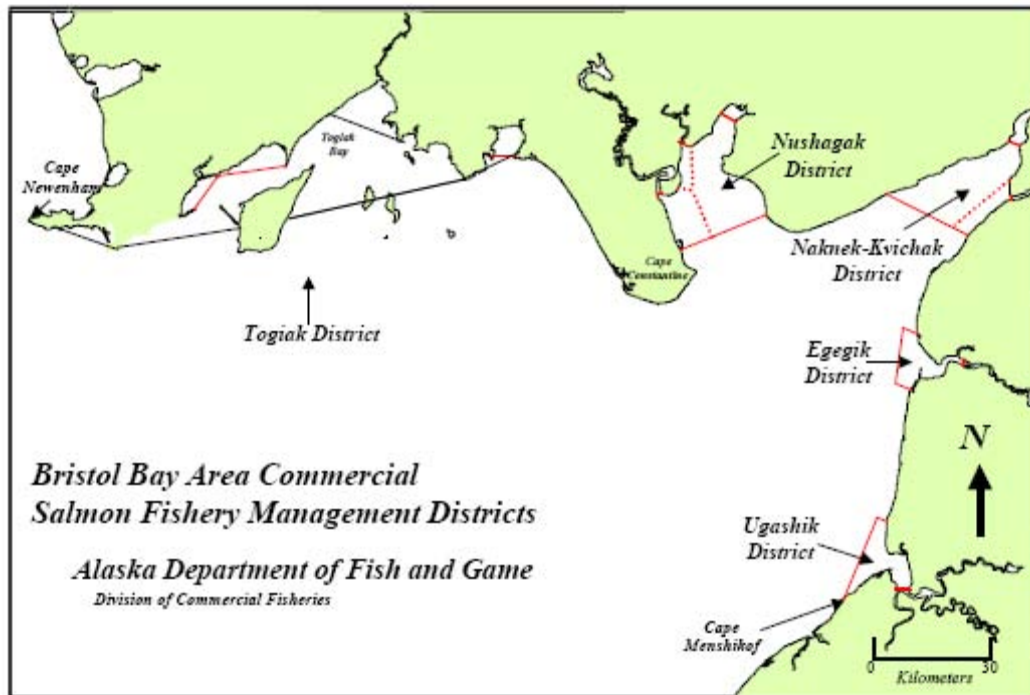 Cape
Newenham
Togiak
Bay
Nushagak
District
Naknek-Kvichak
District
Cape
Constantine
Togiak District
Egegik
District
N
Bristol Bay Area Commercial
Salmon Fishery Management Districts
Ugashik
District
Alaska Department of Fish and Game
Division of Commercial Fisheries
Cape
Menshikof
0 30
Kilometers